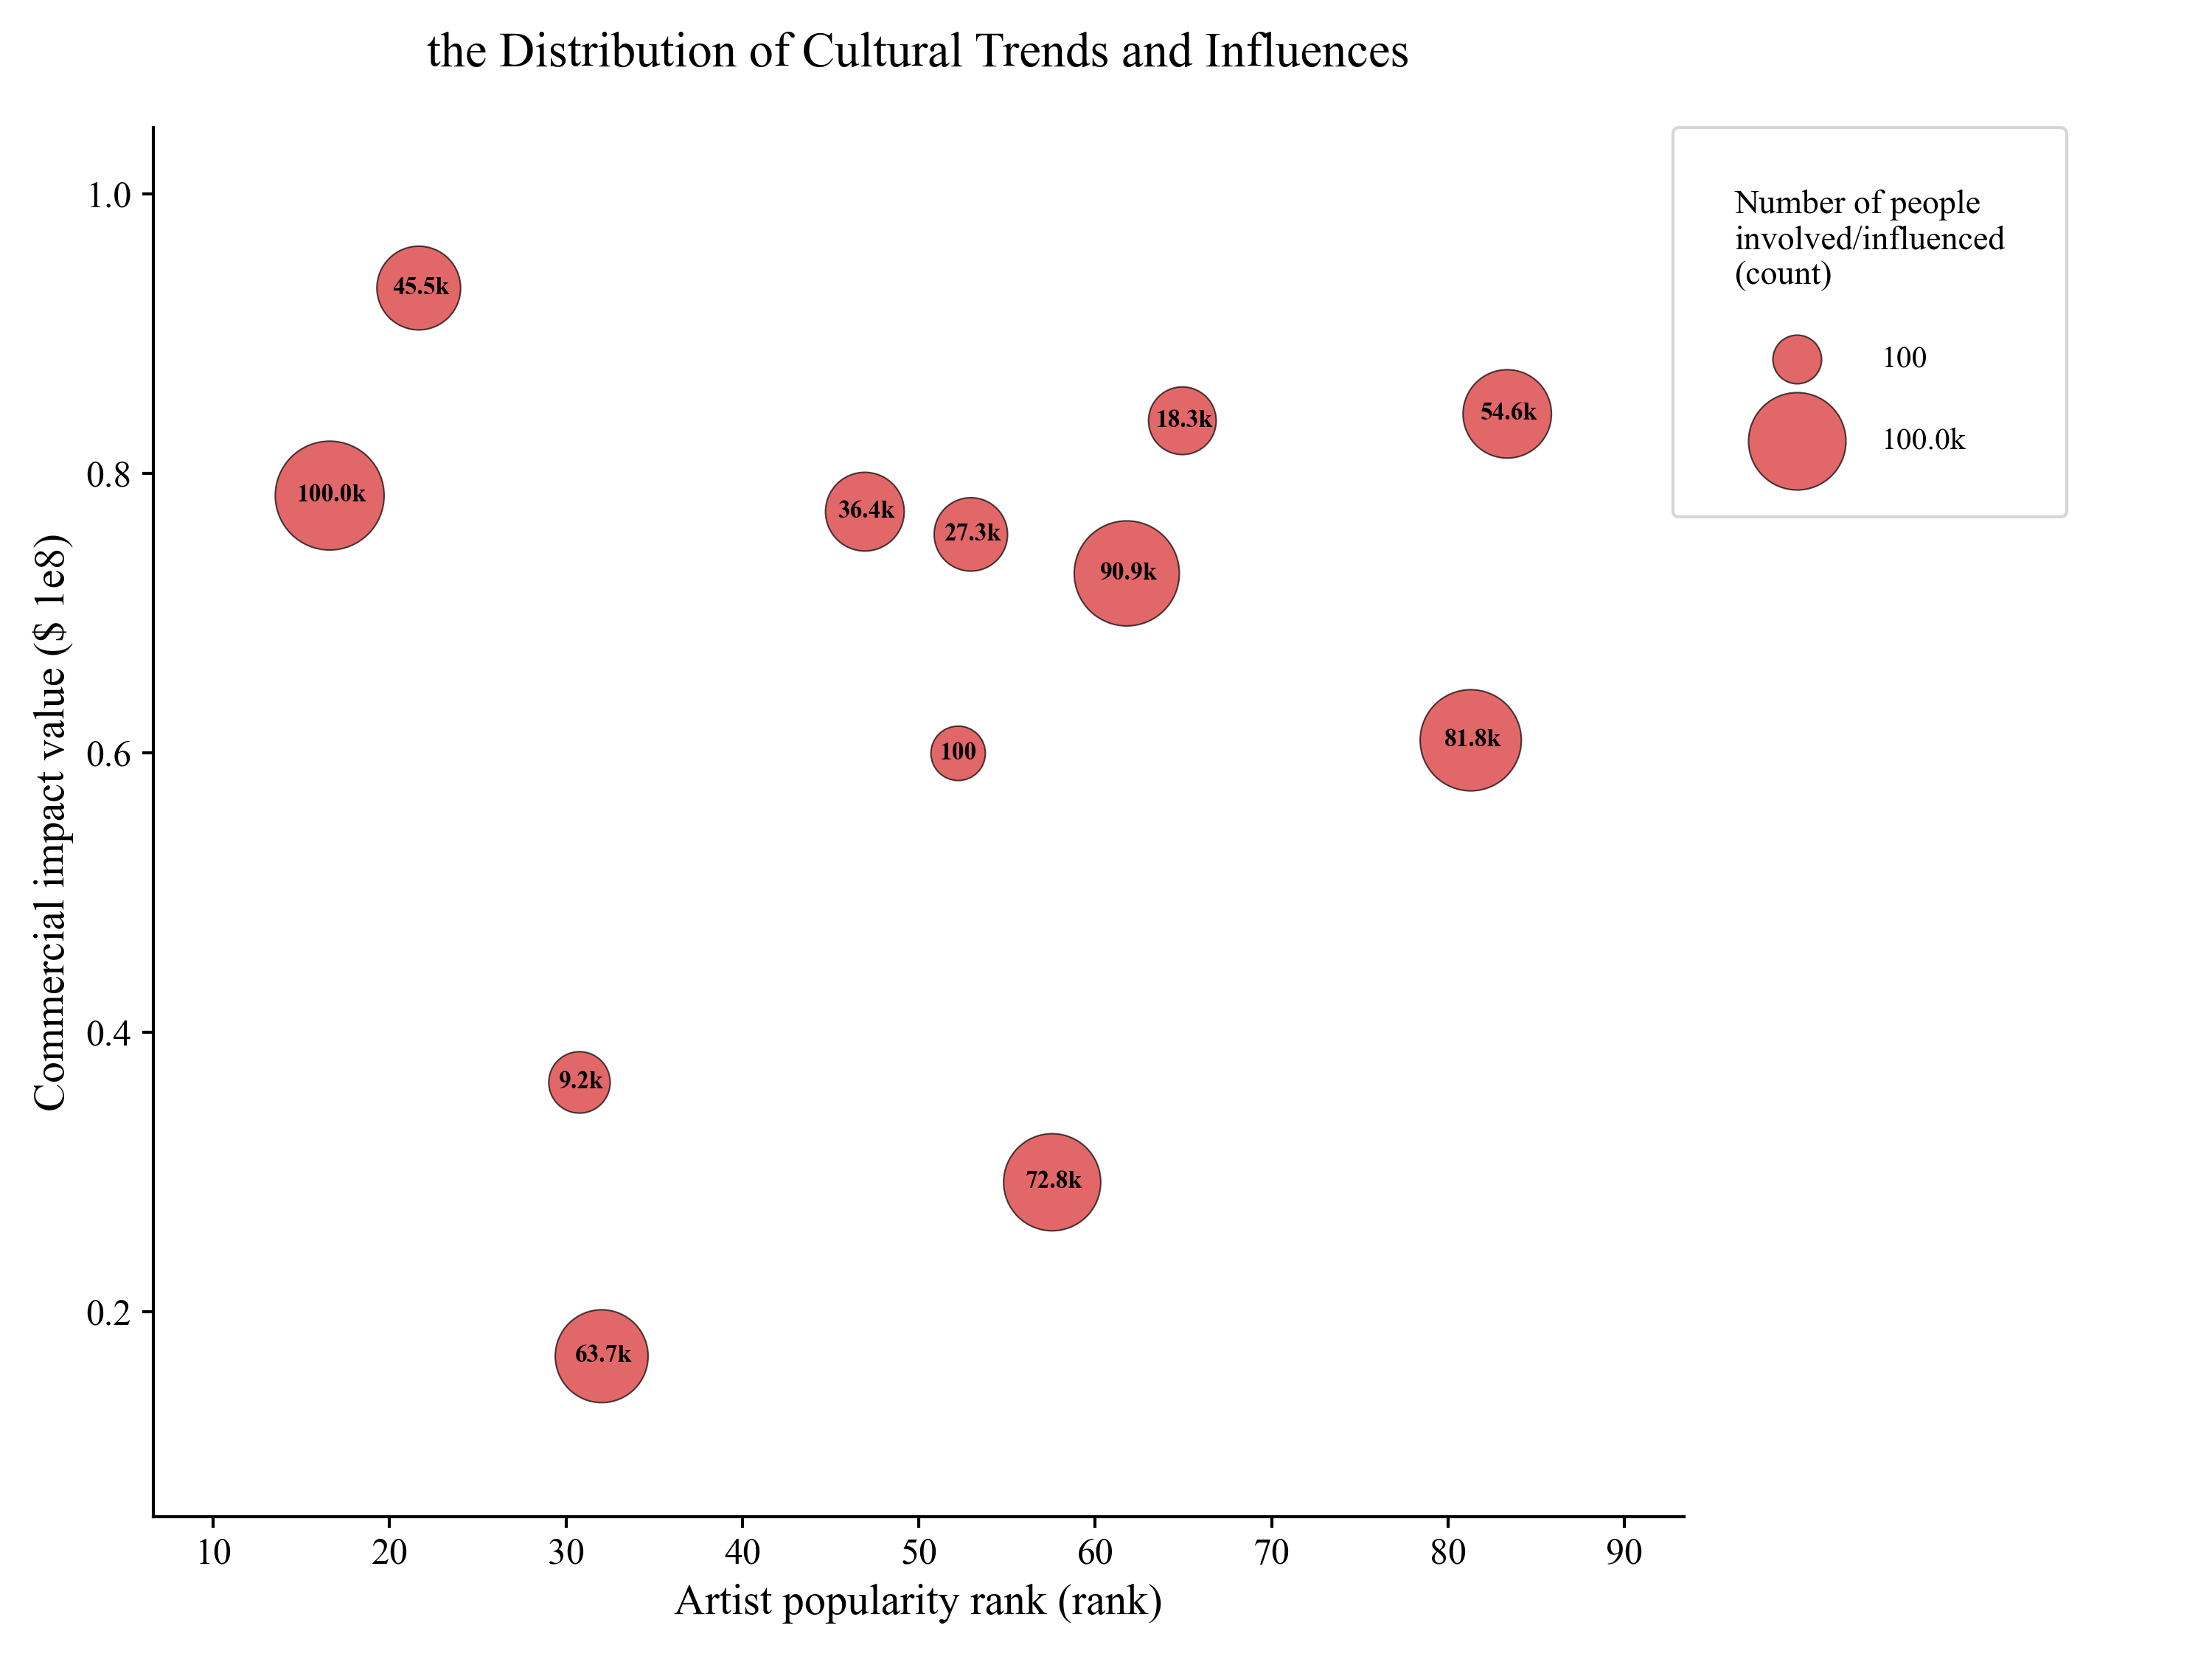 the Distribution of Cultural Trends and Influences
Commercial impact value ($ 1e8)
1.0
0.8
0.6
0.4
0.2
45.5k
100.0k
36.4k
27.3k
18.3k
54.6k
90.9k
100
81.8k
9.2k
72.8k
63.7k
10
20
30
40
50
60
70
80
90
Artist popularity rank (rank)
Number of people
involved/influenced
(count)
100
100.0k